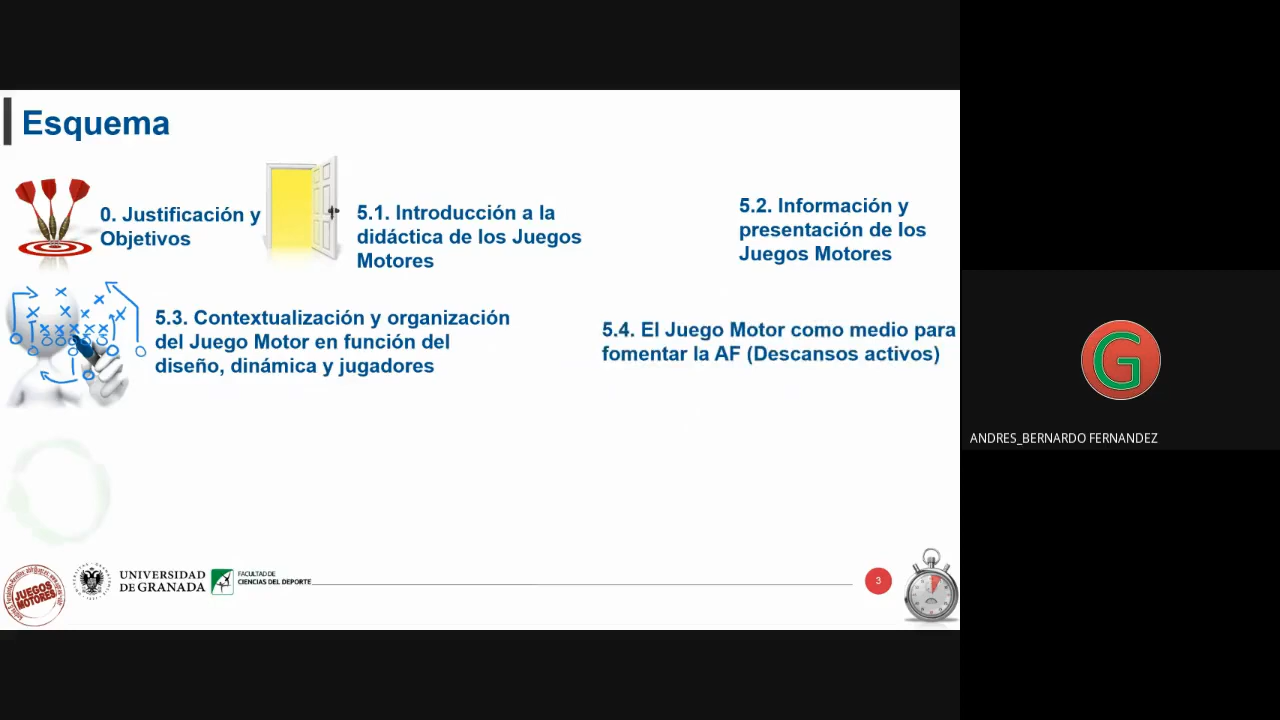 Esquema
0. Justificación y
Objetivos
5.1. Introducción a la
didáctica de los Juegos
Motores
5.2. Información y
presentación de los
Juegos Motores
5.3. Contextualización y organización
del Juego Motor en función del
diseño, dinámica y jugadores
5.4. El Juego Motor como medio para
fomentar la AF (Descansos activos)
G
ANDRES_BERNARDO FERNANDEZ
JUEGOS
MOTORES
UNIVERSIDAD
DE GRANADA
FACULTAD DE
CIENCIAS DEL DEPORTE
3